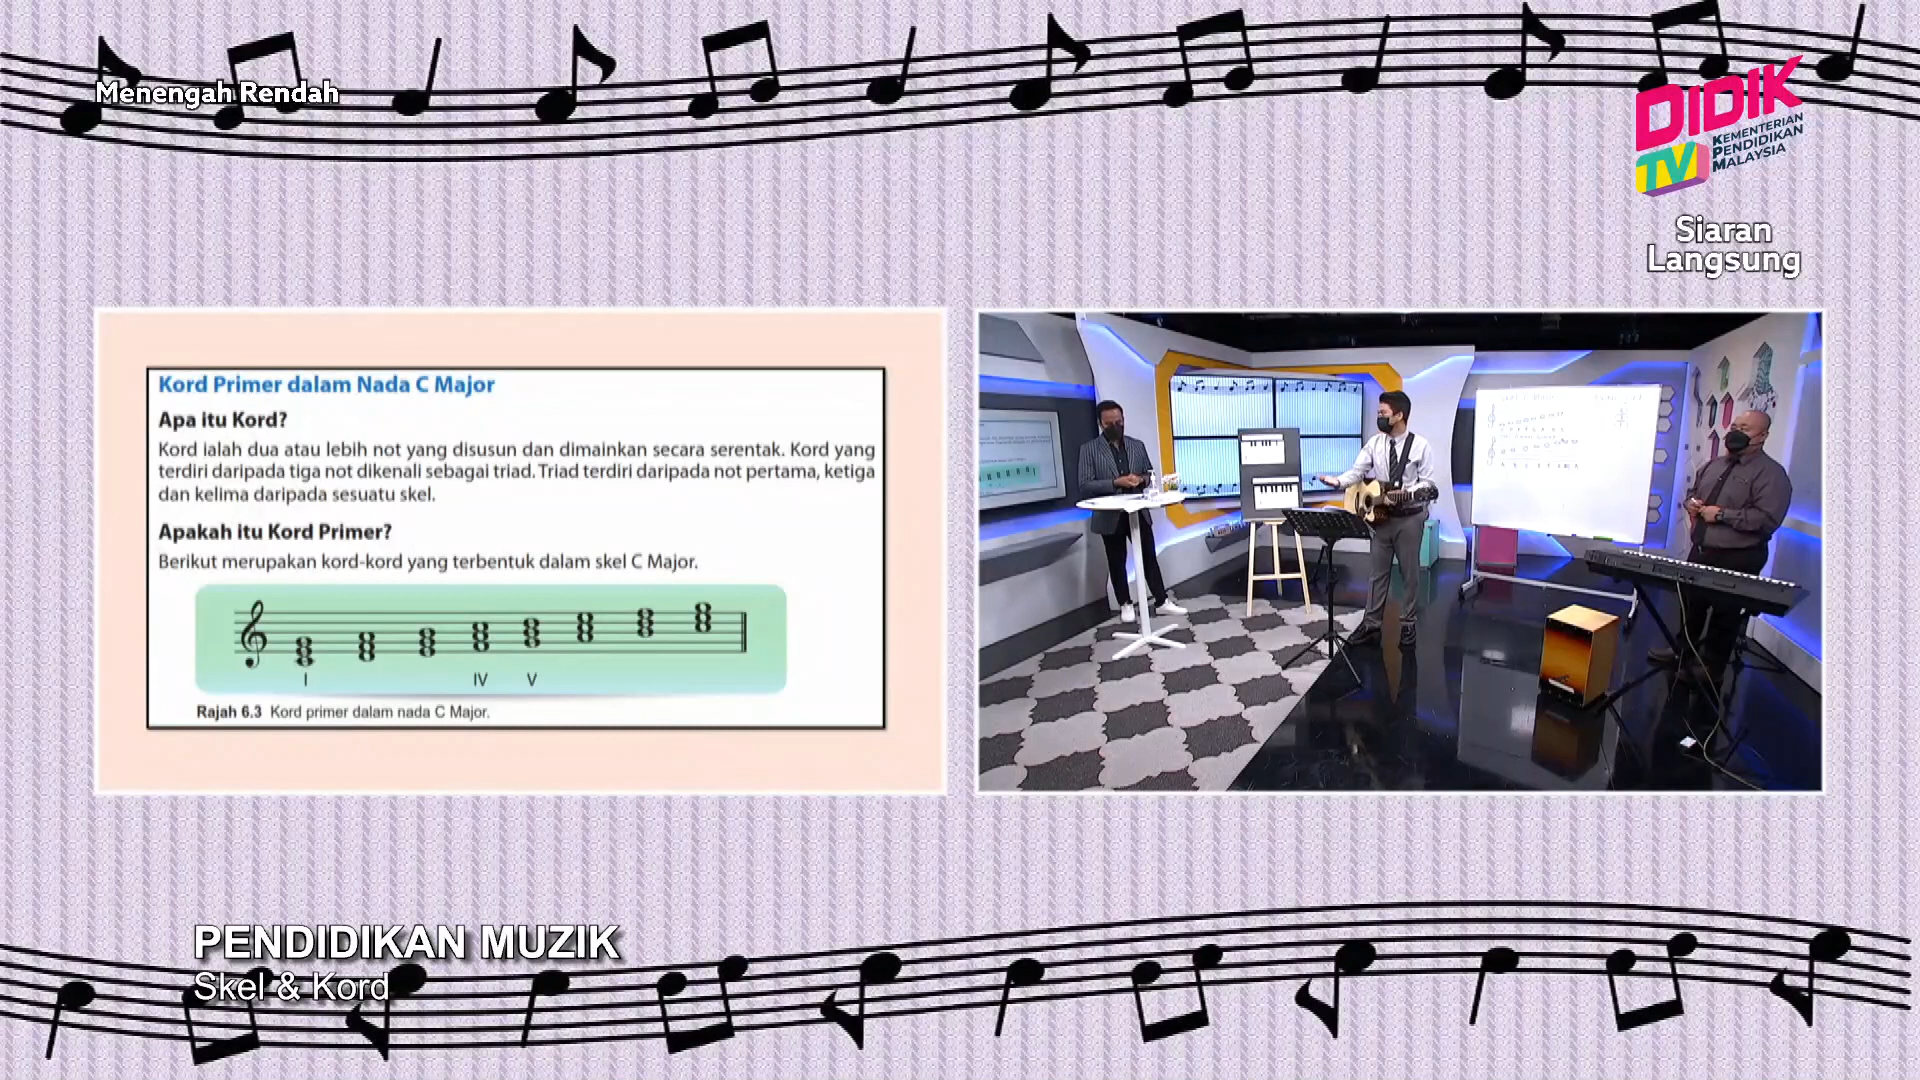 Menengah Rendah
DIDIK
TV
KEMENTERIAN
PENDIDIKAN
MALAYSIA
Siaran
Langsung
Kord Primer dalam Nada C Major
Apa itu Kord?
Kord ialah dua atau lebih not yang disusun dan dimainkan secara serentak. Kord yang
terdiri daripada tiga not dikenali sebagai triad. Triad terdiri daripada not pertama, ketiga
dan kelima daripada sesuatu skel.
Apakah itu Kord Primer?
Berikut merupakan kord-kord yang terbentuk dalam skel C Major.
I IV V
Rajah 6.3 Kord primer dalam nada C Major.
PENDIDIKAN MUZIK
Skel & Kord